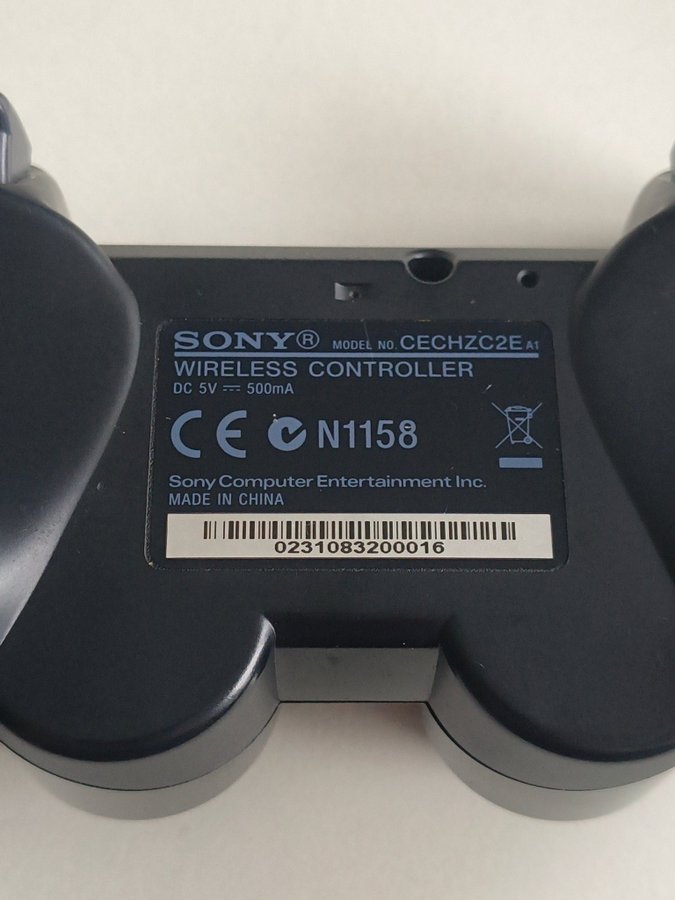 SONY® MODEL NO. CECHZC2E A1
WIRELESS CONTROLLER
DC 5V ⎓ 500mA
CE N1158
Sony Computer Entertainment Inc.
MADE IN CHINA
0231083200016